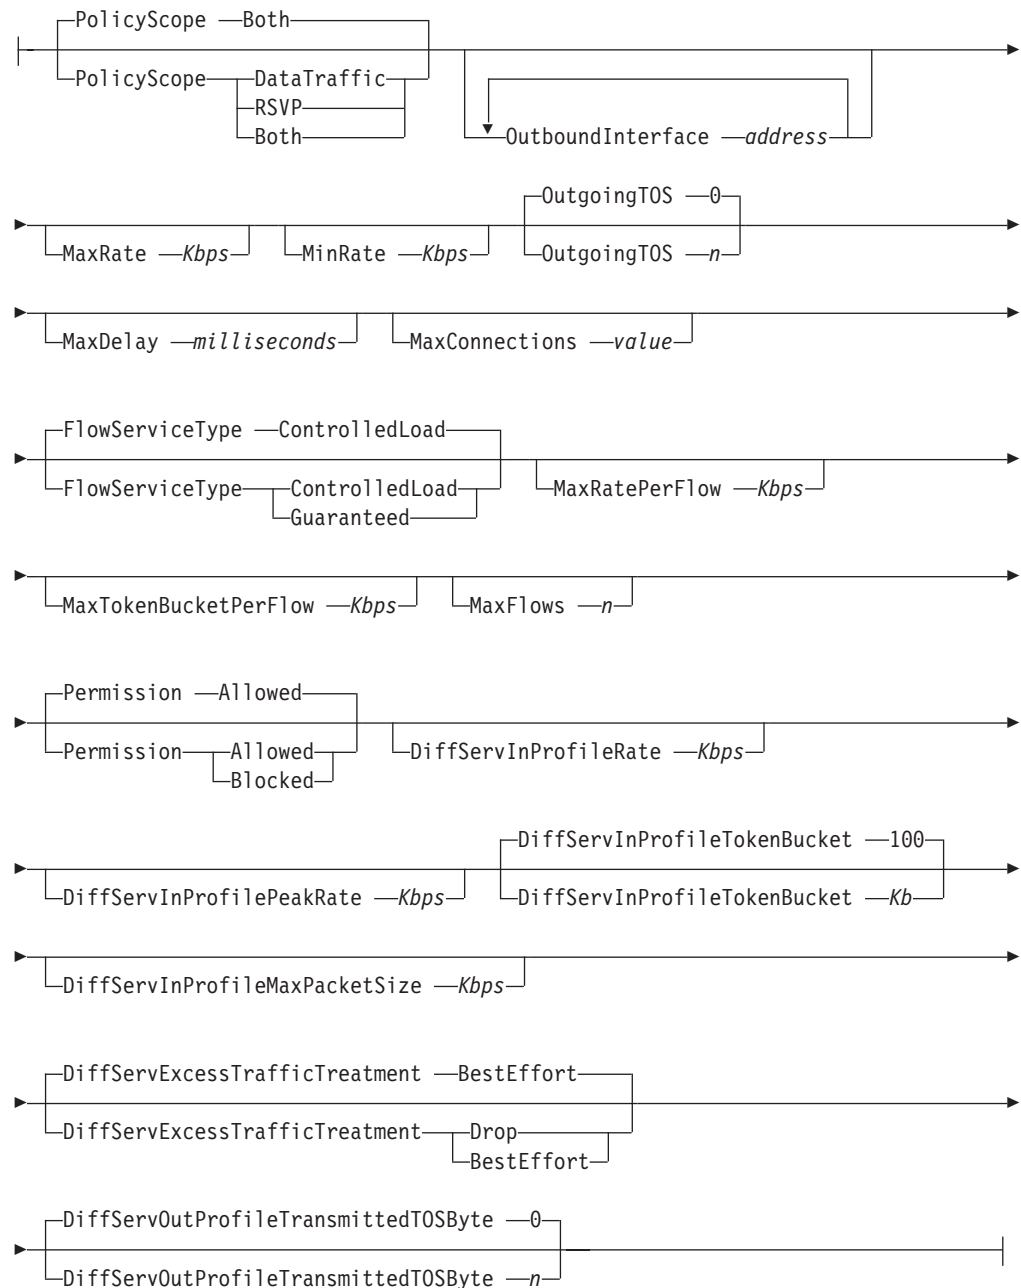 PolicyScope Both
PolicyScope DataTraffic
RSVP
Both
OutboundInterface address
OutgoingTOS 0
MaxRate Kbps MinRate Kbps OutgoingTOS n
MaxDelay milliseconds MaxConnections value
FlowServiceType ControlledLoad
FlowServiceType ControlledLoad MaxRatePerFlow Kbps
Guaranteed
MaxTokenBucketPerFlow Kbps MaxFlows n
Permission Allowed
Permission Allowed DiffServInProfileRate Kbps
Blocked
DiffServInProfileTokenBucket 100
DiffServInProfilePeakRate Kbps DiffServInProfileTokenBucket Kb
DiffServInProfileMaxPacketSize Kbps
DiffServExcessTrafficTreatment BestEffort
DiffServExcessTrafficTreatment Drop
BestEffort
DiffServOutProfileTransmittedTOSByte 0
DiffServOutProfileTransmittedTOSByte n